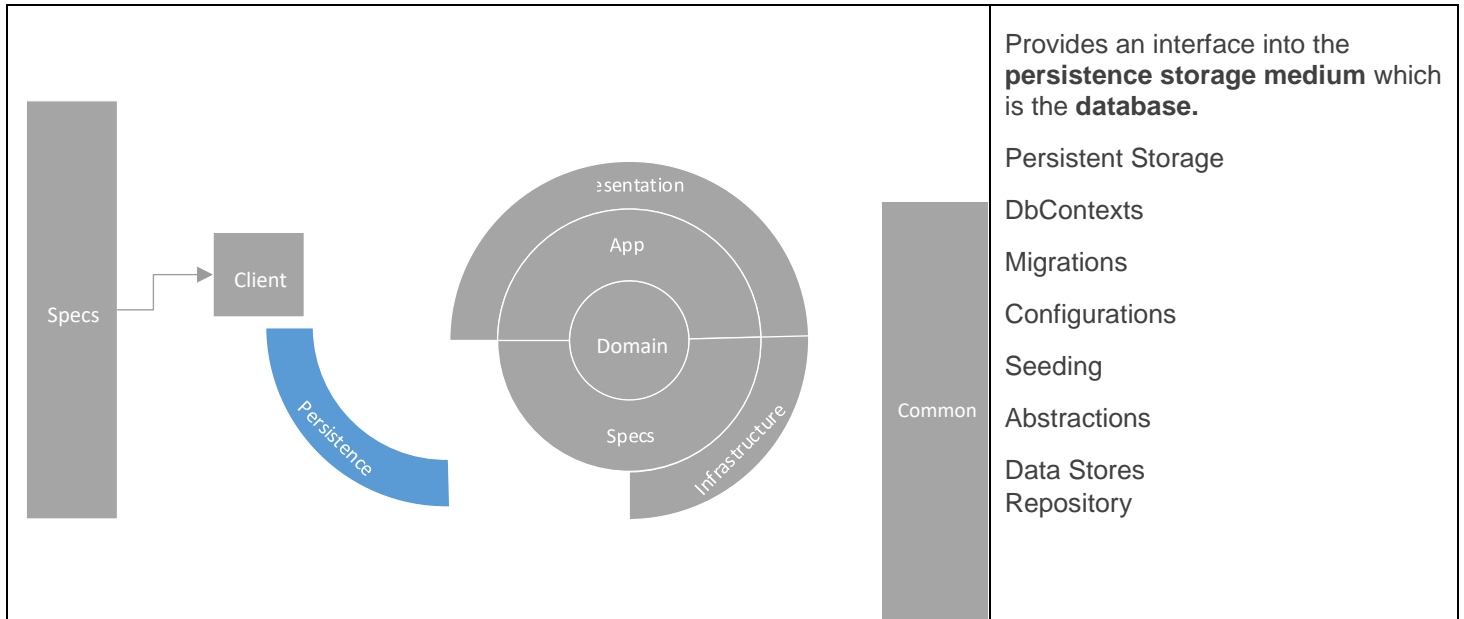 Specs
Client
Persistence
esentation
App
Domain
Specs
Infrastructure
Common
Provides an interface into the
persistence storage medium which
is the database.
Persistent Storage
DbContexts
Migrations
Configurations
Seeding
Abstractions
Data Stores
Repository